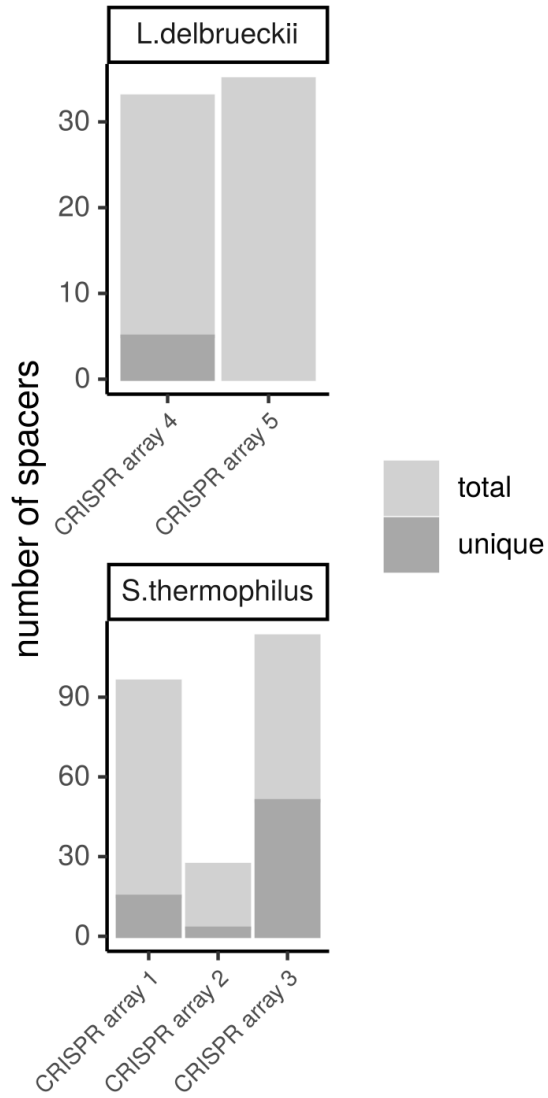 L.delbrueckii
30
20
10
0
CRISPR array 4
CRISPR array 5
number of spacers
total
unique
S.thermophilus
90
60
30
0
CRISPR array 1
CRISPR array 2
CRISPR array 3